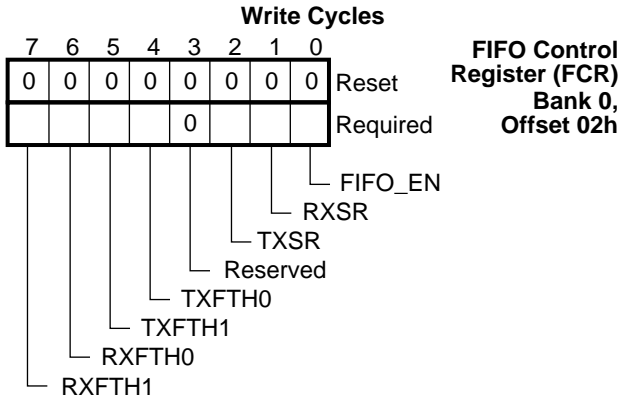 Write Cycles
7 6 5 4 3 2 1 0
FIFO Control
Register (FCR)
Bank 0,
Offset 02h
0 0 0 0 0 0 0 0 Reset
0 Required
FIFO_EN
RXSR
TXSR
Reserved
TXFTH0
TXFTH1
RXFTH0
RXFTH1